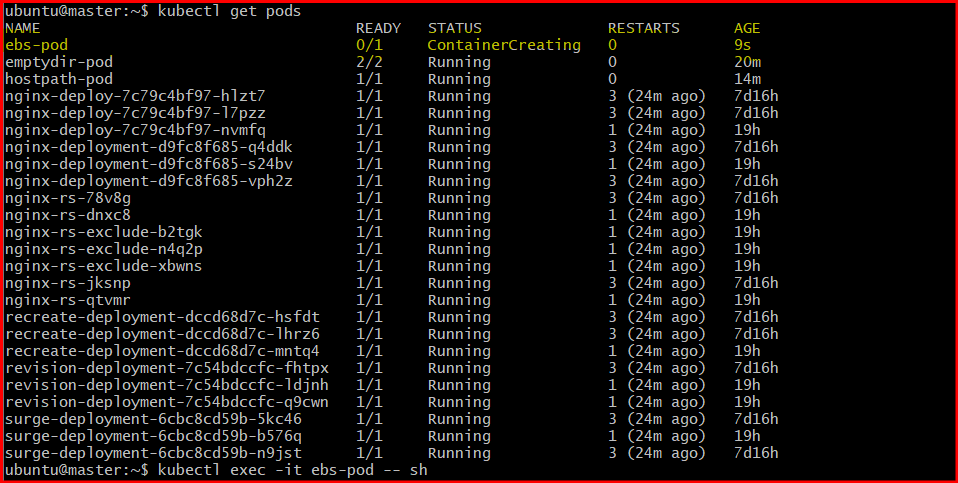 ubuntu@master:~$ kubectl get pods
NAME READY STATUS RESTARTS AGE
ebs-pod 0/1 ContainerCreating 0 9s
emptydir-pod 2/2 Running 0 20m
hostpath-pod 1/1 Running 0 14m
nginx-deploy-7c79c4bf97-hlzt7 1/1 Running 3 (24m ago) 7d16h
nginx-deploy-7c79c4bf97-l7pzz 1/1 Running 3 (24m ago) 7d16h
nginx-deploy-7c79c4bf97-nvmfq 1/1 Running 1 (24m ago) 19h
nginx-deployment-d9fc8f685-q4ddk 1/1 Running 3 (24m ago) 7d16h
nginx-deployment-d9fc8f685-s24bv 1/1 Running 1 (24m ago) 19h
nginx-deployment-d9fc8f685-vph2z 1/1 Running 3 (24m ago) 7d16h
nginx-rs-78v8g 1/1 Running 3 (24m ago) 7d16h
nginx-rs-dnxc8 1/1 Running 1 (24m ago) 19h
nginx-rs-exclude-b2tgk 1/1 Running 1 (24m ago) 19h
nginx-rs-exclude-n4q2p 1/1 Running 1 (24m ago) 19h
nginx-rs-exclude-xbwns 1/1 Running 1 (24m ago) 19h
nginx-rs-jksnp 1/1 Running 3 (24m ago) 7d16h
nginx-rs-qtvmr 1/1 Running 1 (24m ago) 19h
recreate-deployment-dccd68d7c-hsfdt 1/1 Running 3 (24m ago) 7d16h
recreate-deployment-dccd68d7c-lhrz6 1/1 Running 3 (24m ago) 7d16h
recreate-deployment-dccd68d7c-mntq4 1/1 Running 1 (24m ago) 19h
revision-deployment-7c54bdccfc-fhtpx 1/1 Running 3 (24m ago) 7d16h
revision-deployment-7c54bdccfc-ldjnh 1/1 Running 1 (24m ago) 19h
revision-deployment-7c54bdccfc-q9cwn 1/1 Running 1 (24m ago) 19h
surge-deployment-6cbc8cd59b-5kc46 1/1 Running 3 (24m ago) 7d16h
surge-deployment-6cbc8cd59b-b576q 1/1 Running 1 (24m ago) 19h
surge-deployment-6cbc8cd59b-n9jst 1/1 Running 3 (24m ago) 7d16h
ubuntu@master:~$ kubectl exec -it ebs-pod -- sh